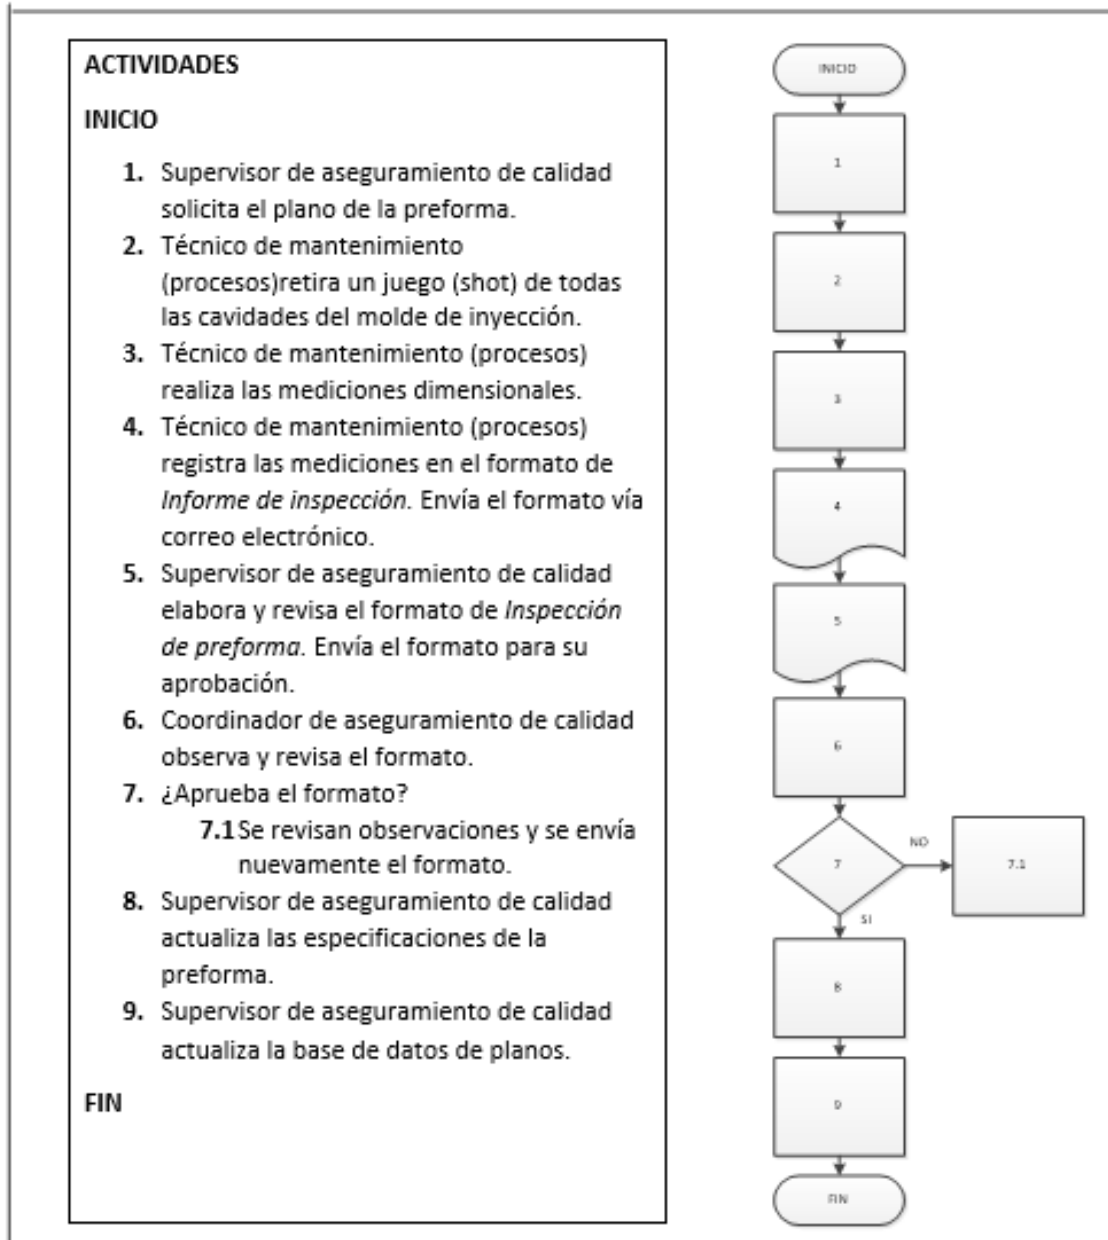 ACTIVIDADES
INICIO
1. Supervisor de aseguramiento de calidad
solicita el plano de la preforma.
2. Técnico de mantenimiento
(procesos)retira un juego (shot) de todas
las cavidades del molde de inyección.
3. Técnico de mantenimiento (procesos)
realiza las mediciones dimensionales.
4. Técnico de mantenimiento (procesos)
registra las mediciones en el formato de
Informe de inspección. Envía el formato vía
correo electrónico.
5. Supervisor de aseguramiento de calidad
elabora y revisa el formato de Inspección
de preforma. Envía el formato para su
aprobación.
6. Coordinador de aseguramiento de calidad
observa y revisa el formato.
7. ¿Aprueba el formato?
7.1 Se revisan observaciones y se envía
nuevamente el formato.
8. Supervisor de aseguramiento de calidad
actualiza las especificaciones de la
preforma.
9. Supervisor de aseguramiento de calidad
actualiza la base de datos de planos.
FIN
INICIO
1
2
3
4
5
6
7
NO
7.1
SI
8
9
FIN